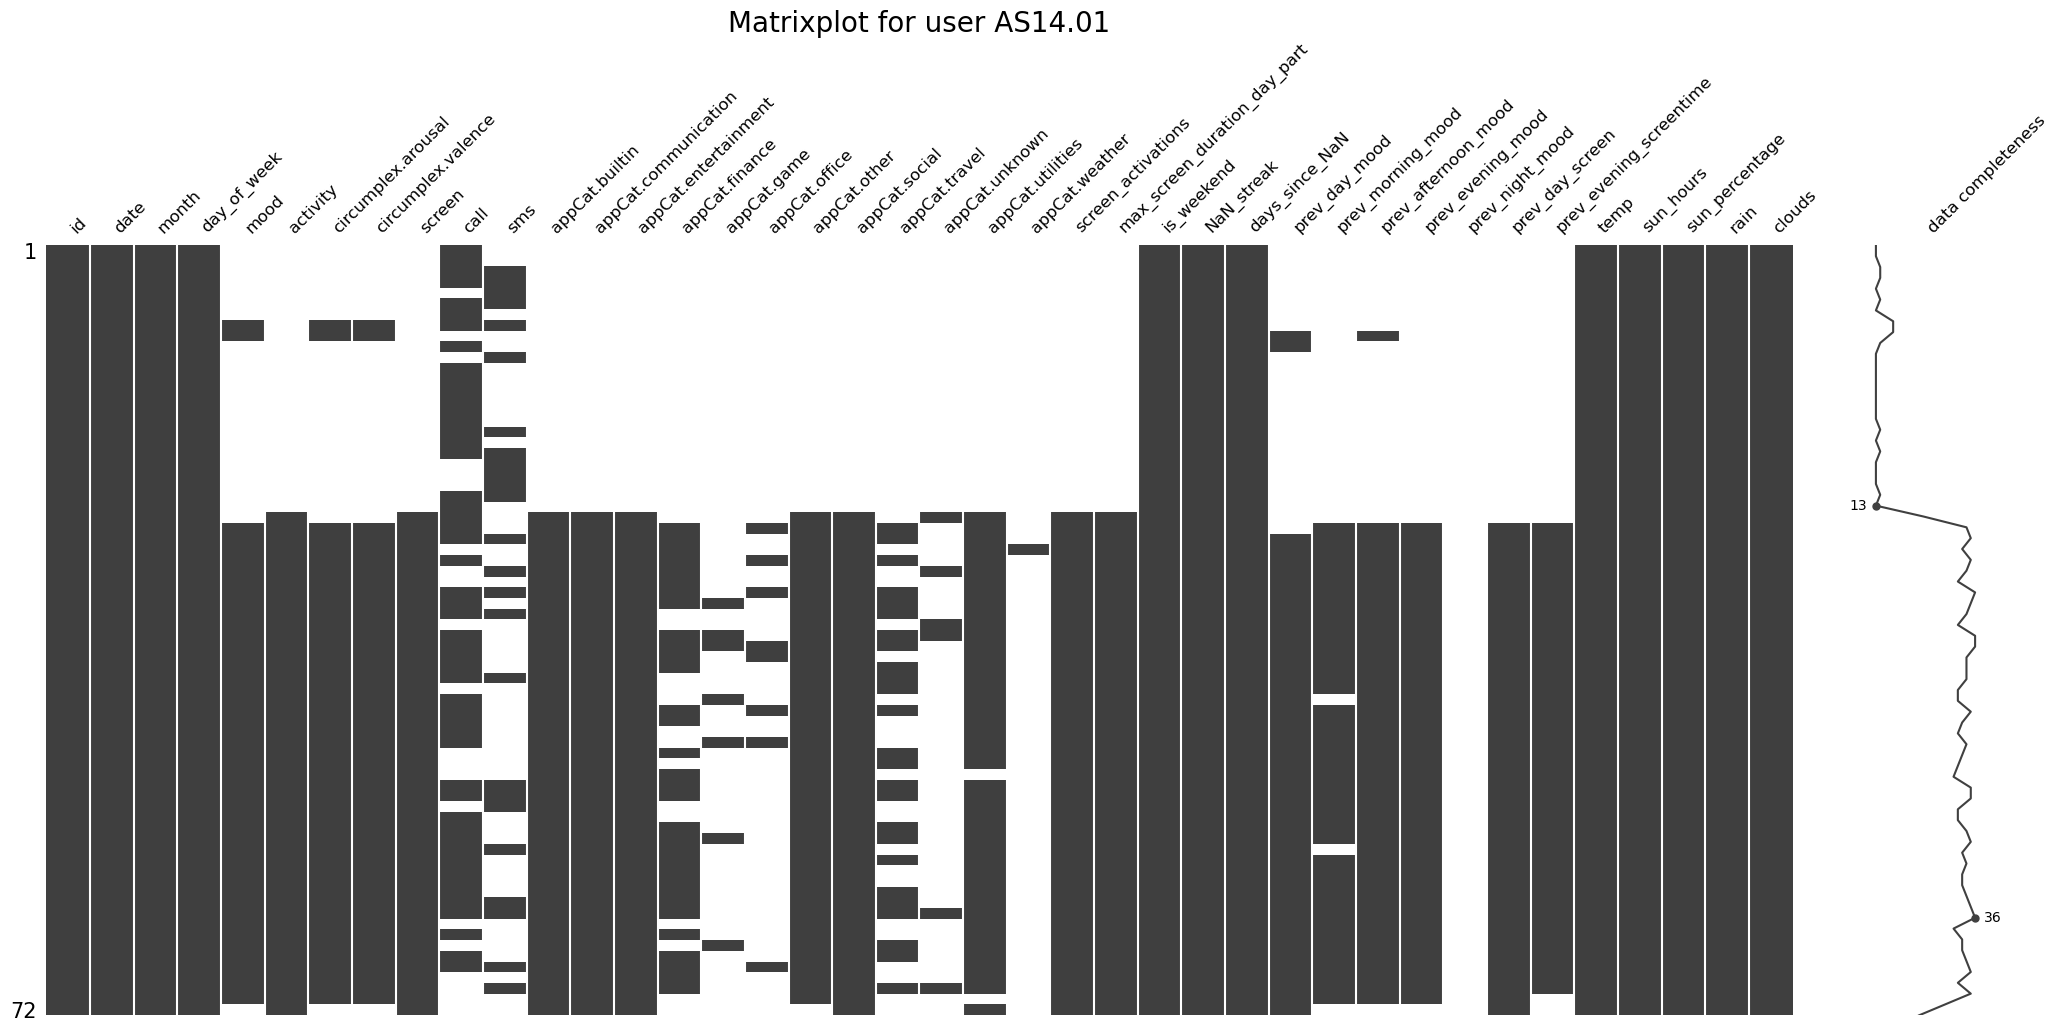 Matrixplot for user AS14.01
id
date
month
day_of_week
mood
activity
circumplex.arousal
circumplex.valence
screen
call
sms
appCat.builtin
appCat.communication
appCat.entertainment
appCat.finance
appCat.game
appCat.office
appCat.other
appCat.social
appCat.travel
appCat.unknown
appCat.utilities
appCat.weather
screen_activations
max_screen_duration_day_part
is_weekend
NaN_streak
days_since_NaN
prev_day_mood
prev_morning_mood
prev_afternoon_mood
prev_evening_mood
prev_night_mood
prev_day_screen
prev_evening_screentime
temp
sun_hours
sun_percentage
rain
clouds
data completeness
1
13
36
72